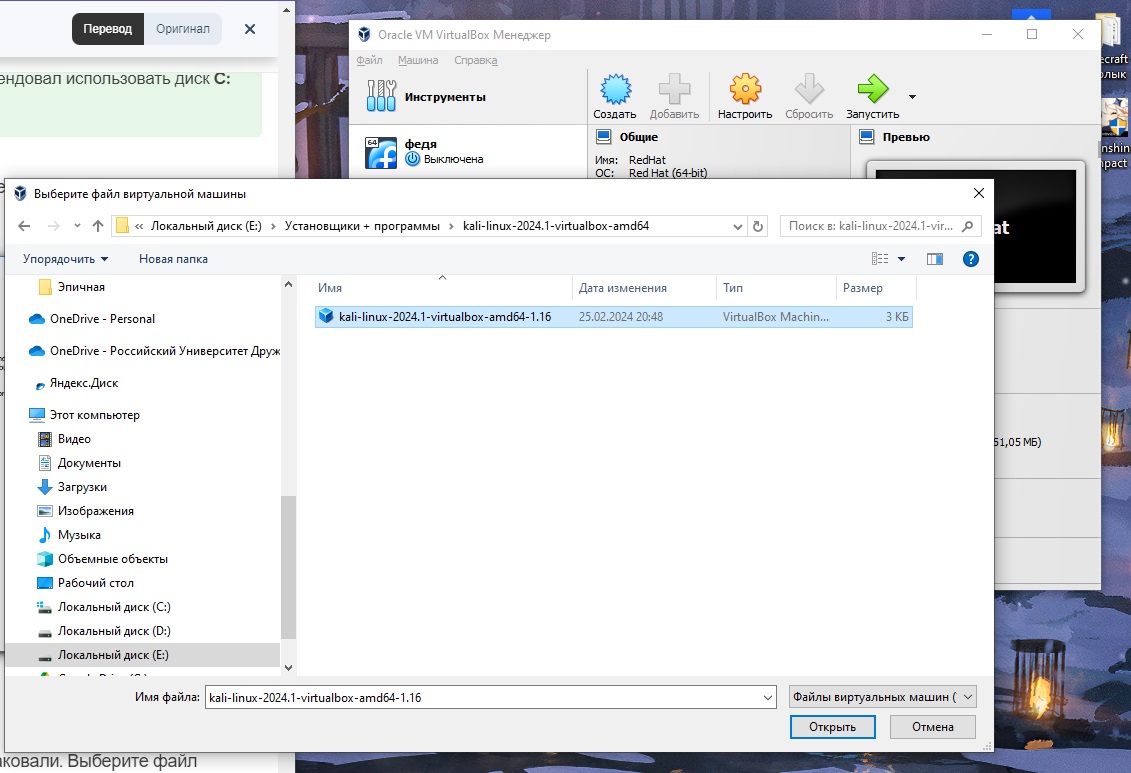 Перевод Оригинал
ендовал использовать диск C:
Oracle VM VirtualBox Менеджер
Файл Машина Справка
Инструменты
Создать Добавить Настроить Сбросить Запустить
64 федя
Выключена
Общие
Имя: RedHat
ОС: Red Hat (64-bit)
Превью
at
51,05 МБ)
Выберите файл виртуальной машины
« Локальный диск (E:) › Установщики + программы › kali-linux-2024.1-virtualbox-amd64
Поиск в: kali-linux-2024.1-vir...
Упорядочить Новая папка
Имя Дата изменения Тип Размер
kali-linux-2024.1-virtualbox-amd64-1.16 25.02.2024 20:48 VirtualBox Machin... 3 КБ
Эпичная
OneDrive - Personal
OneDrive - Российский Университет Друж
Яндекс.Диск
Этот компьютер
Видео
Документы
Загрузки
Изображения
Музыка
Объемные объекты
Рабочий стол
Локальный диск (C:)
Локальный диск (D:)
Локальный диск (E:)
Имя файла: kali-linux-2024.1-virtualbox-amd64-1.16
Файлы виртуальных машин (
Открыть Отмена
аковали. Выберите файл
ecraft
рлык
nshin
mpact